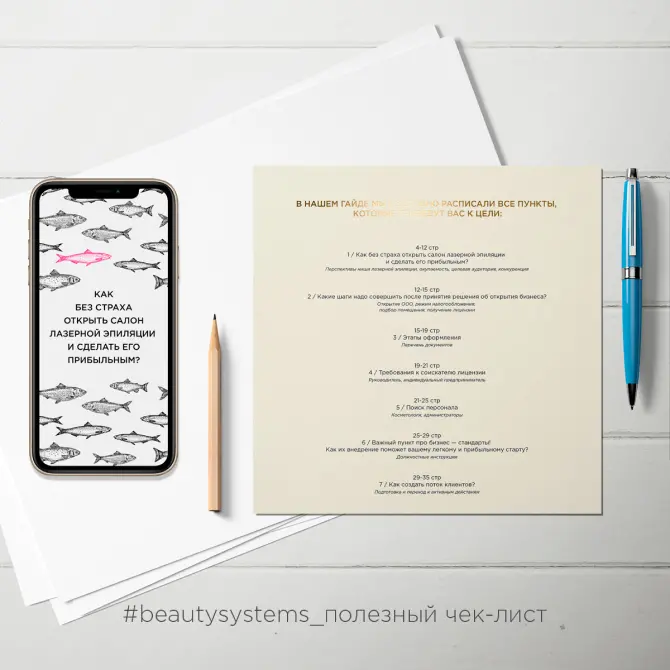 КАК
БЕЗ СТРАХА
ОТКРЫТЬ САЛОН
ЛАЗЕРНОЙ ЭПИЛЯЦИИ
И СДЕЛАТЬ ЕГО
ПРИБЫЛЬНЫМ?
В НАШЕМ ГАЙДЕ РАСПИСАЛИ ВСЕ ПУНКТЫ,
ВАС К ЦЕЛИ:
4-12 стр
1 / Как без страха открыть салон лазерной эпиляции
и сделать его прибыльным?
Перспективы ниши лазерной эпиляции, окупаемость, целевая аудитория, конкуренция
12-15 стр
2 / Какие шаги надо совершить после принятия решения об открытия бизнеса?
Открытие ООО, режим налогообложения:
подбор помещения: получение лицензии
15-19 стр
3 / Этапы оформления
Перечень документов
19-21 стр
4 / Требования к соискателю лицензии
Руководитель, индивидуальный предприниматель
21-25 стр
5 / Поиск персонала
Косметологи, администраторы
25-29 стр
6 / Важный пункт про бизнес — стандарты!
Как их внедрение поможет вашему легкому и прибыльному старту?
Должностные инструкции
29-35 стр
7 / Как создать поток клиентов?
Подготовка и переход к активным действиям
#beautysystems_полезный чек-лист